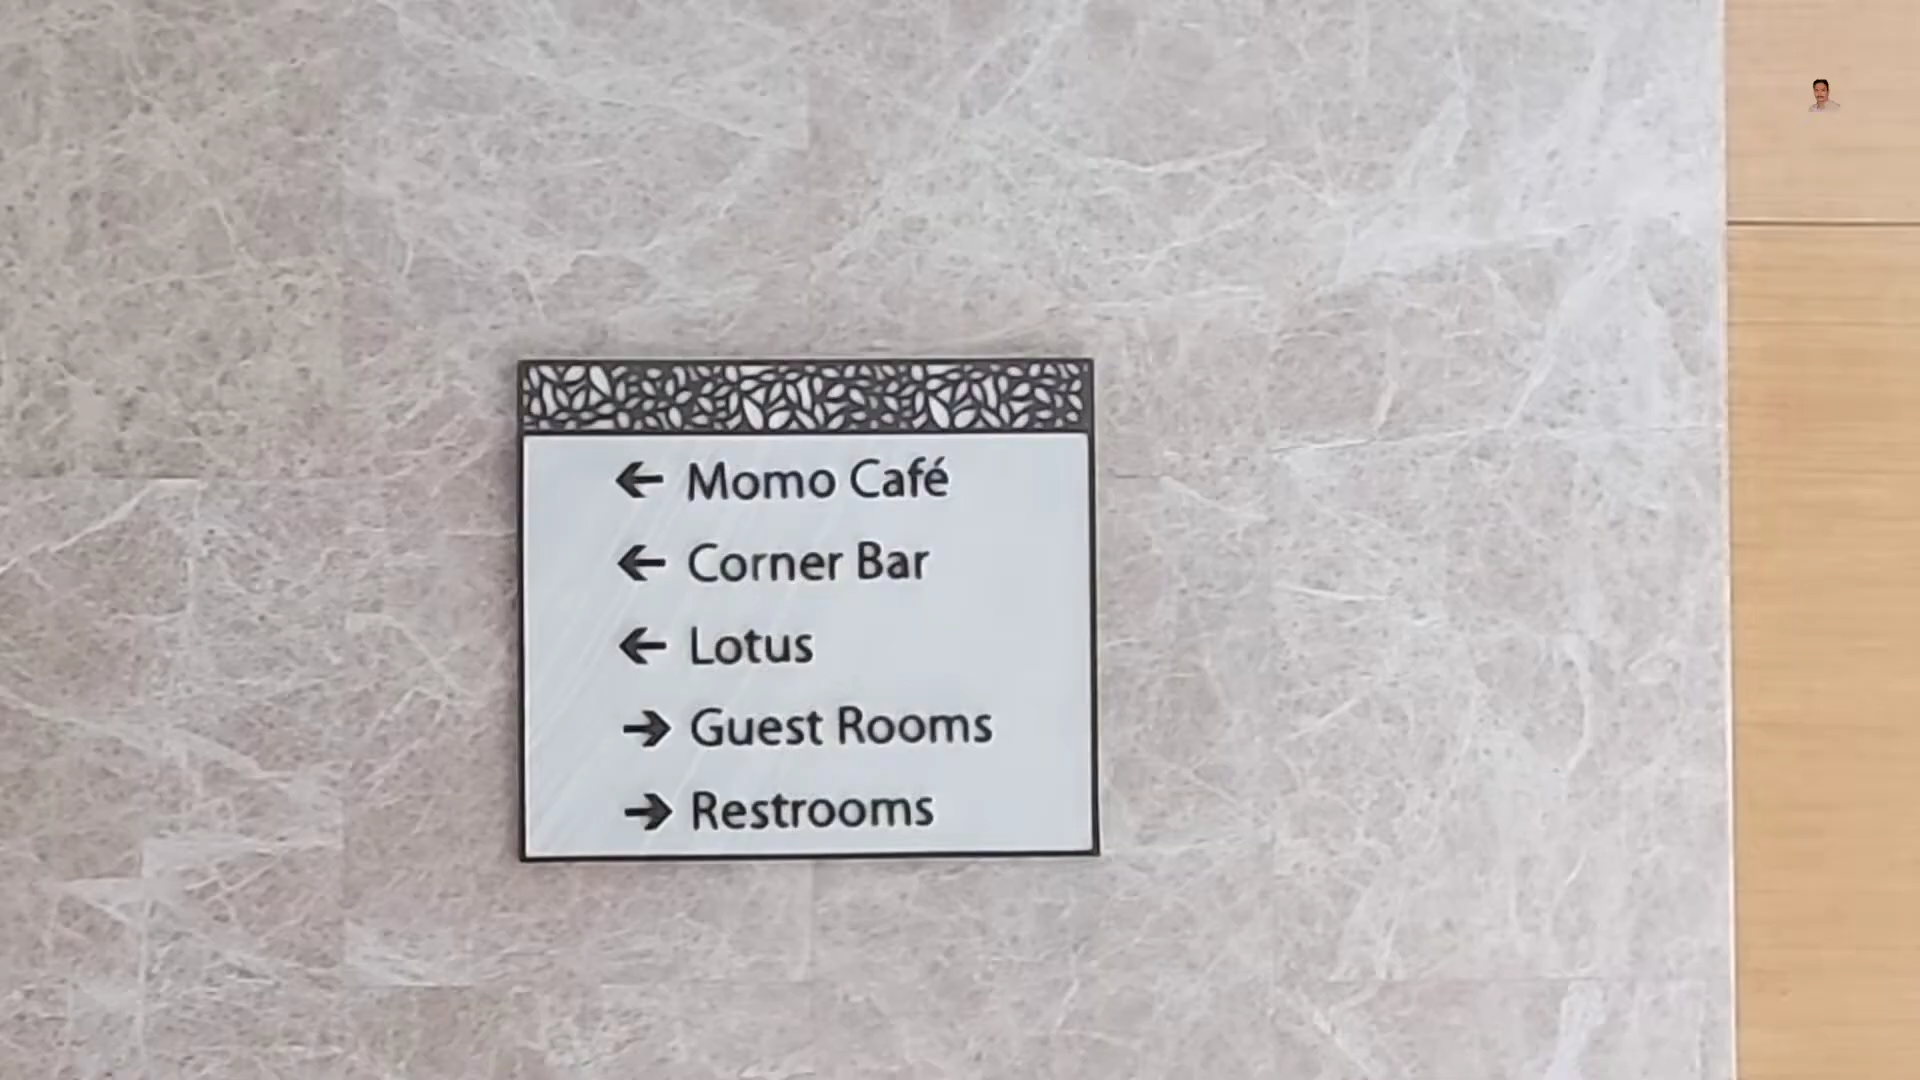 ← Momo Café
← Corner Bar
← Lotus
→ Guest Rooms
→ Restrooms